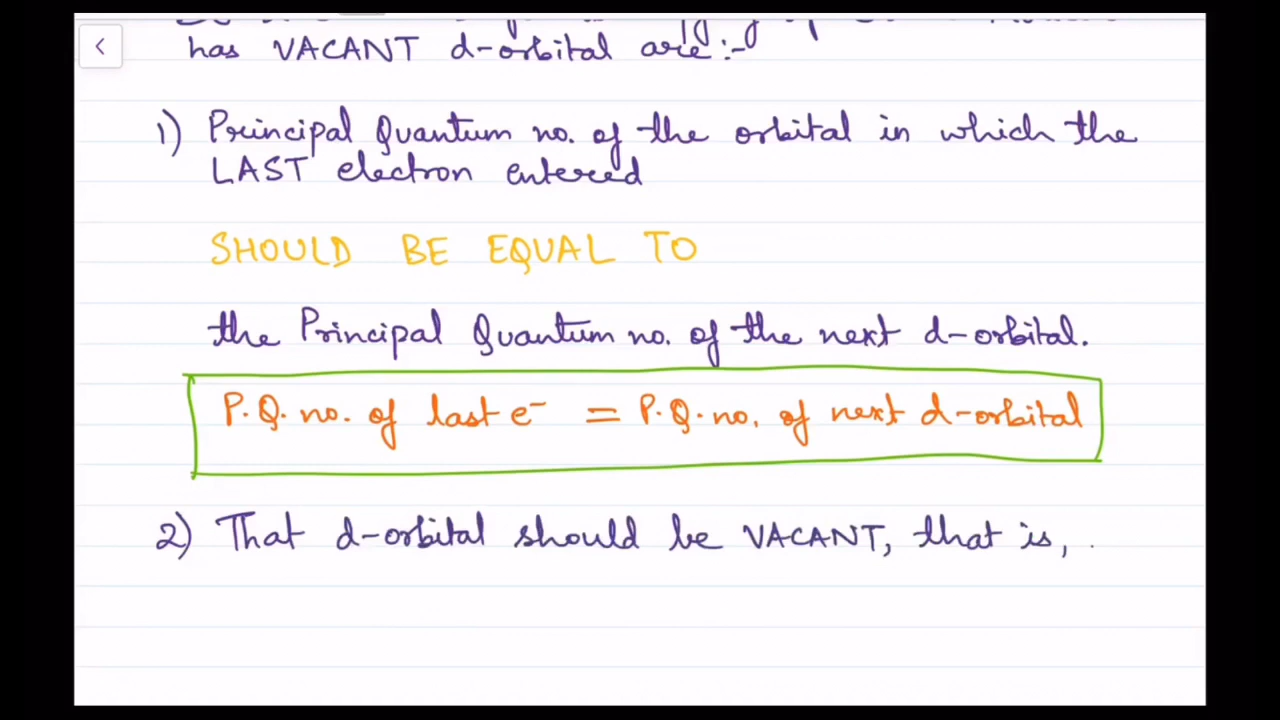 has VACANT d-orbital are :-
1) Principal Quantum no. of the orbital in which the
LAST electron entered
SHOULD BE EQUAL TO
the Principal Quantum no. of the next d-orbital.
P.Q. no. of last e⁻ = P.Q. no. of next d-orbital
2) That d-orbital should be VACANT, that is,